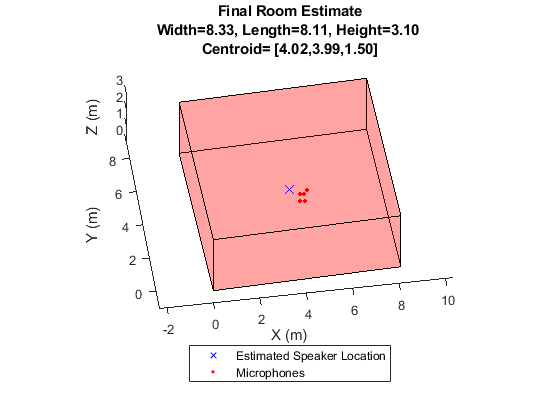 Final Room Estimate
Width=8.33, Length=8.11, Height=3.10
Centroid= [4.02,3.99,1.50]
Z (m)
3
2
1
0
Y (m)
8
6
4
2
0
-2
0
2
4
6
8
10
X (m)
Estimated Speaker Location
Microphones